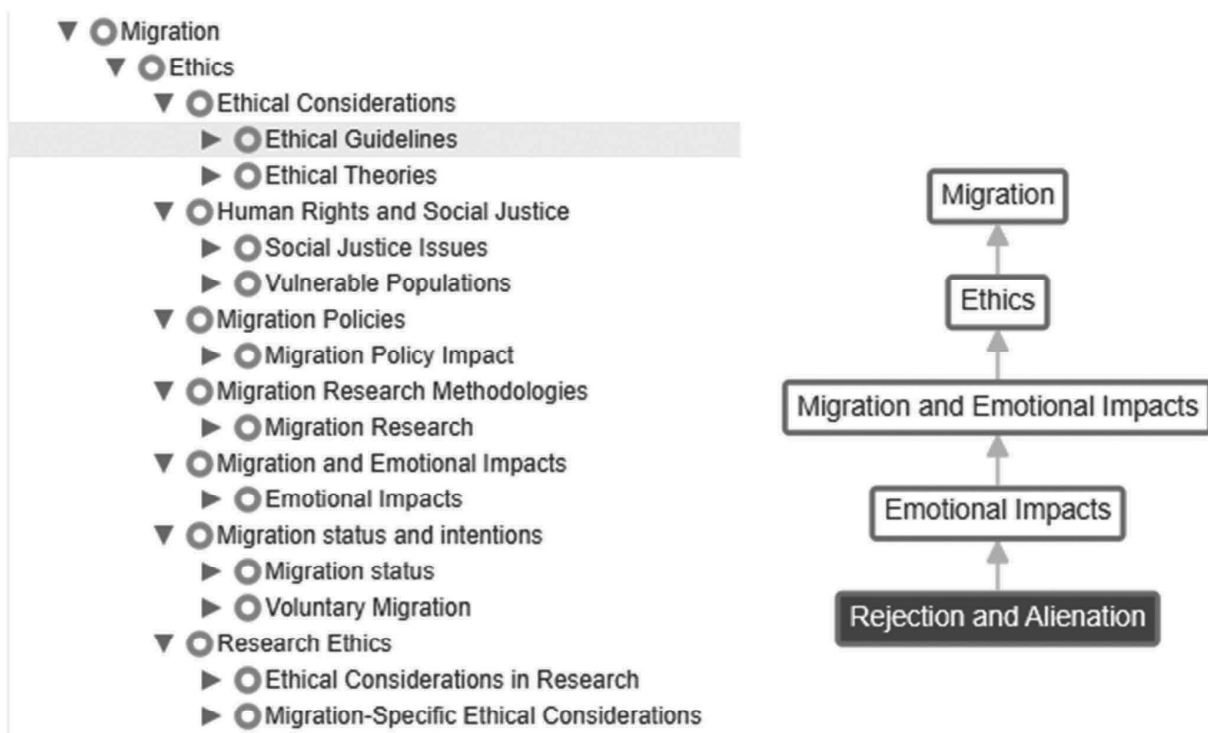 Migration
Ethics
Ethical Considerations
Ethical Guidelines
Ethical Theories
Human Rights and Social Justice
Social Justice Issues
Vulnerable Populations
Migration Policies
Migration Policy Impact
Migration Research Methodologies
Migration Research
Migration and Emotional Impacts
Emotional Impacts
Migration status and intentions
Migration status
Voluntary Migration
Research Ethics
Ethical Considerations in Research
Migration-Specific Ethical Considerations
Migration
Ethics
Migration and Emotional Impacts
Emotional Impacts
Rejection and Alienation